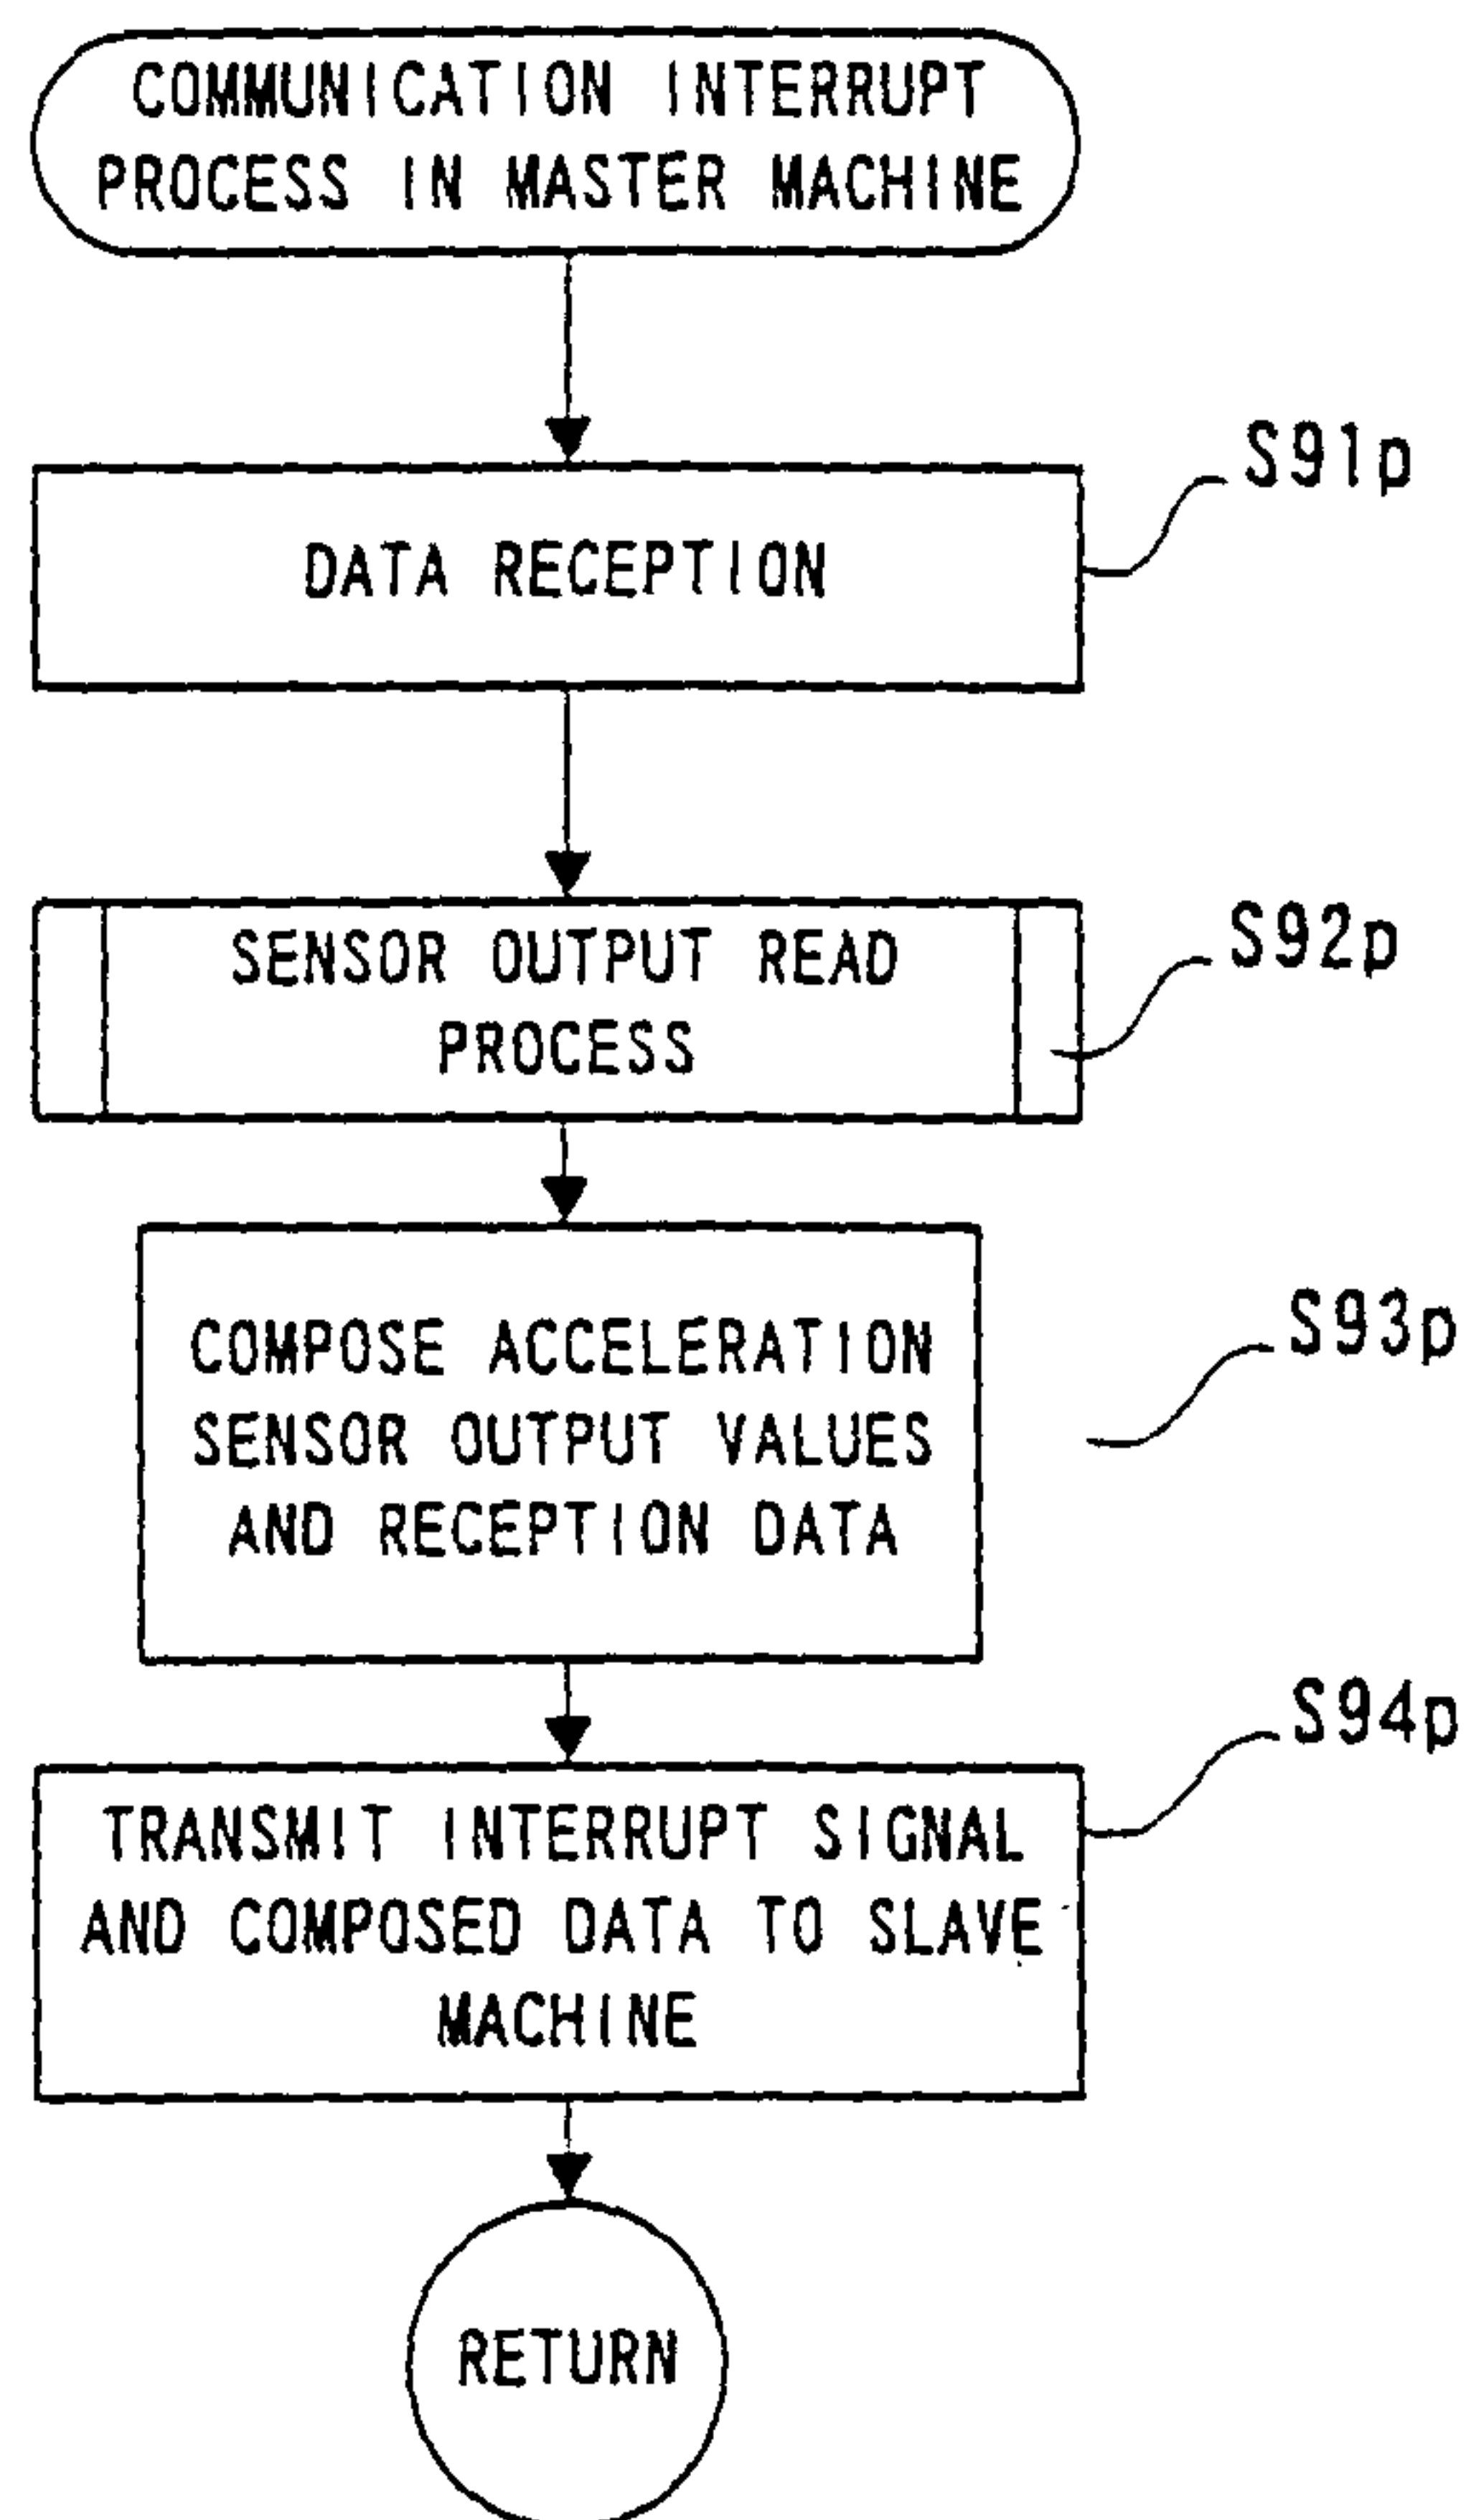 COMMUNICATION INTERRUPT
PROCESS IN MASTER MACHINE
S91p
DATA RECEPTION
S92p
SENSOR OUTPUT READ
PROCESS
S93p
COMPOSE ACCELERATION
SENSOR OUTPUT VALUES
AND RECEPTION DATA
S94p
TRANSMIT INTERRUPT SIGNAL
AND COMPOSED DATA TO SLAVE
MACHINE
RETURN